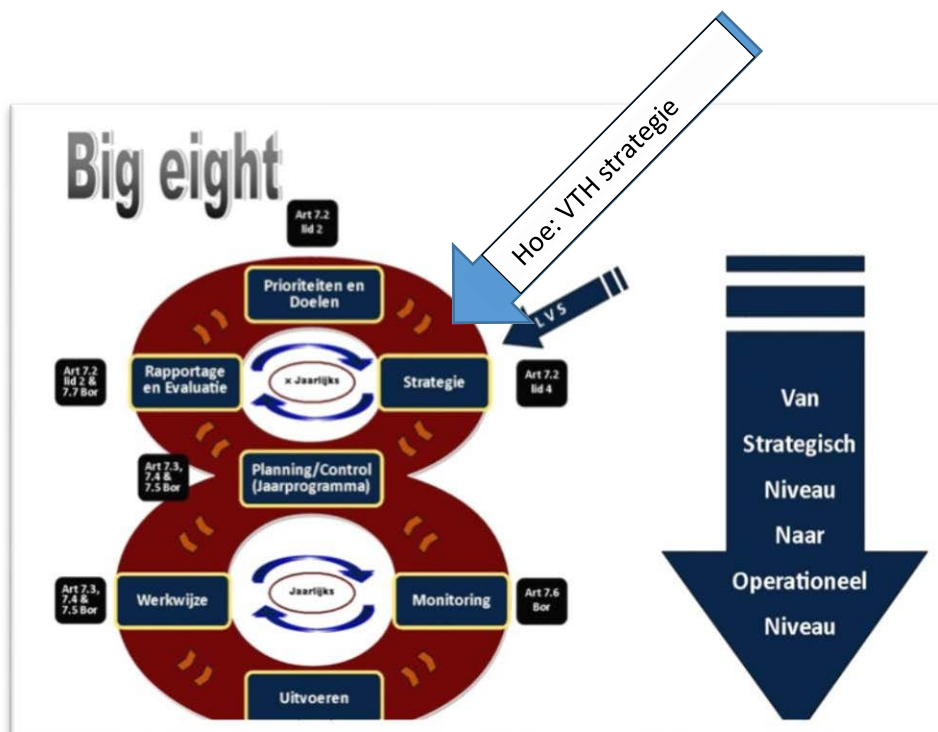 Big eight
Hoe: VTH strategie
LVS
Art 7.2
lid 2
Prioriteiten en
Doelen
Art 7.2
lid 2 &
7.7 Bor
Rapportage
en Evaluatie
x Jaarlijks
Strategie
Art 7.2
lid 4
Art 7.3,
7.4 &
7.5 Bor
Planning/Control
(Jaarprogramma)
Art 7.3,
7.4 &
7.5 Bor
Werkwijze
Jaarlijks
Monitoring
Art 7.6
Bor
Uitvoeren
Van
Strategisch
Niveau
Naar
Operationeel
Niveau